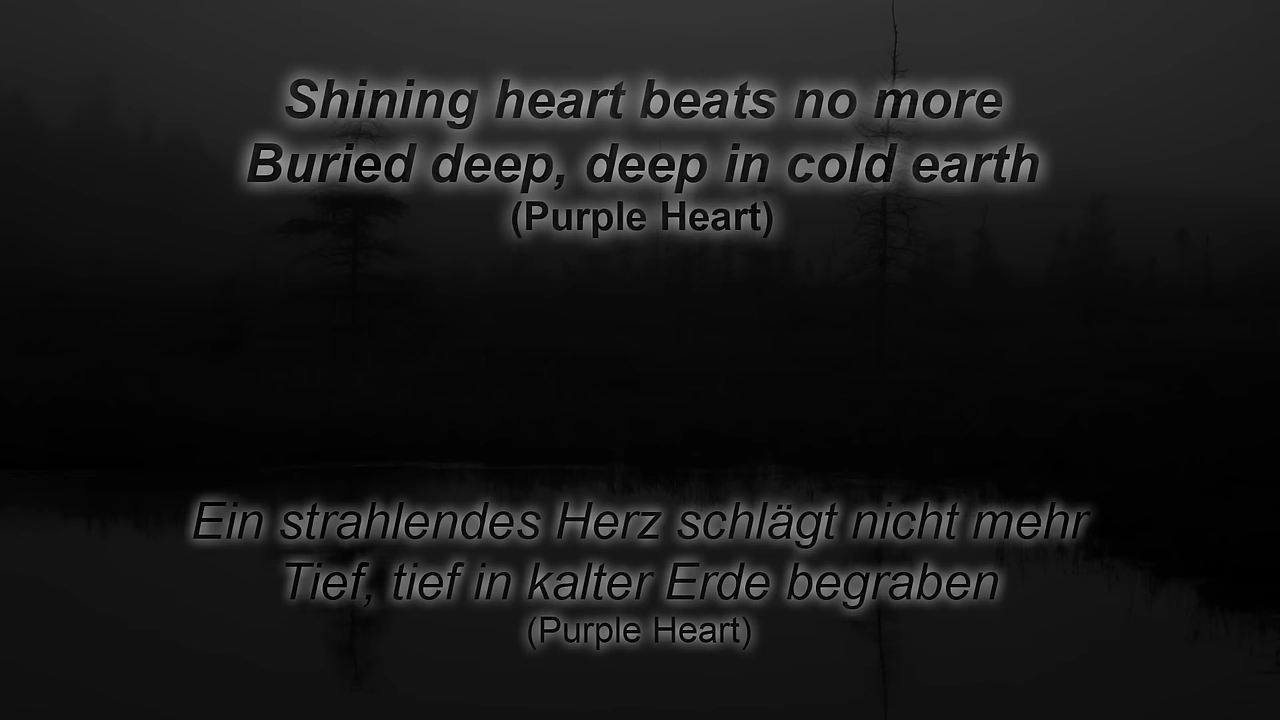 Shining heart beats no more
Buried deep, deep in cold earth
(Purple Heart)
Ein strahlendes Herz schlägt nicht mehr
Tief, tief in kalter Erde begraben
(Purple Heart)